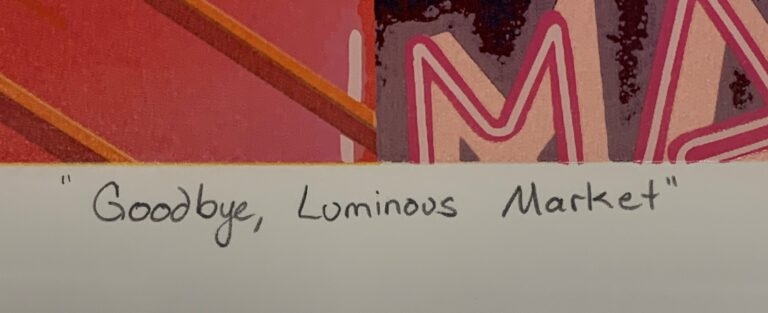 MA
"Goodbye, Luminous Market"